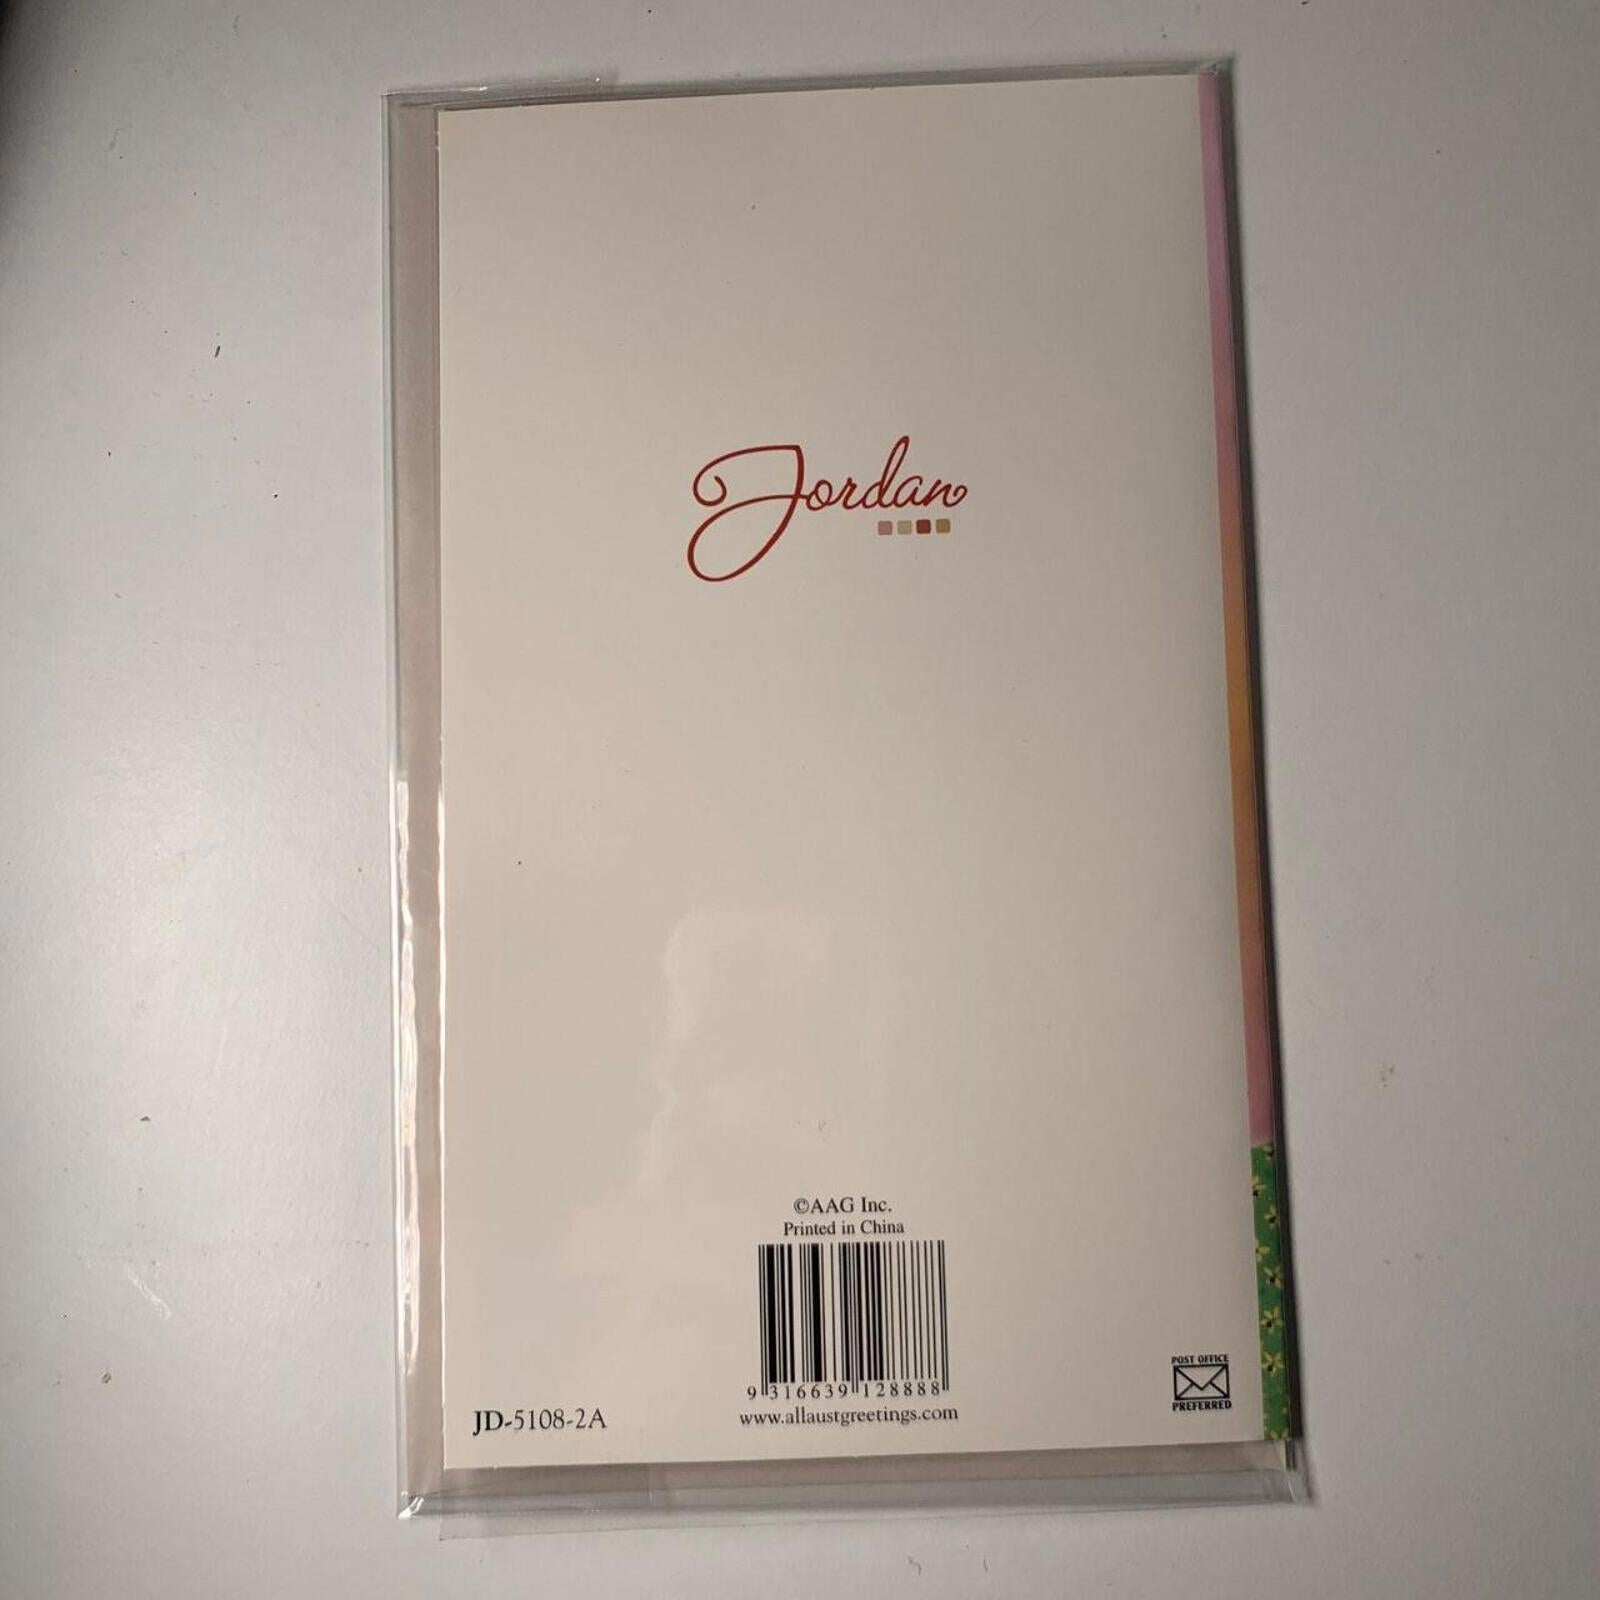 Jordan
©AAG Inc.
Printed in China
9 316639 128888
www.allaustgreetings.com
JD-5108-2A
POST OFFICE
PREFERRED